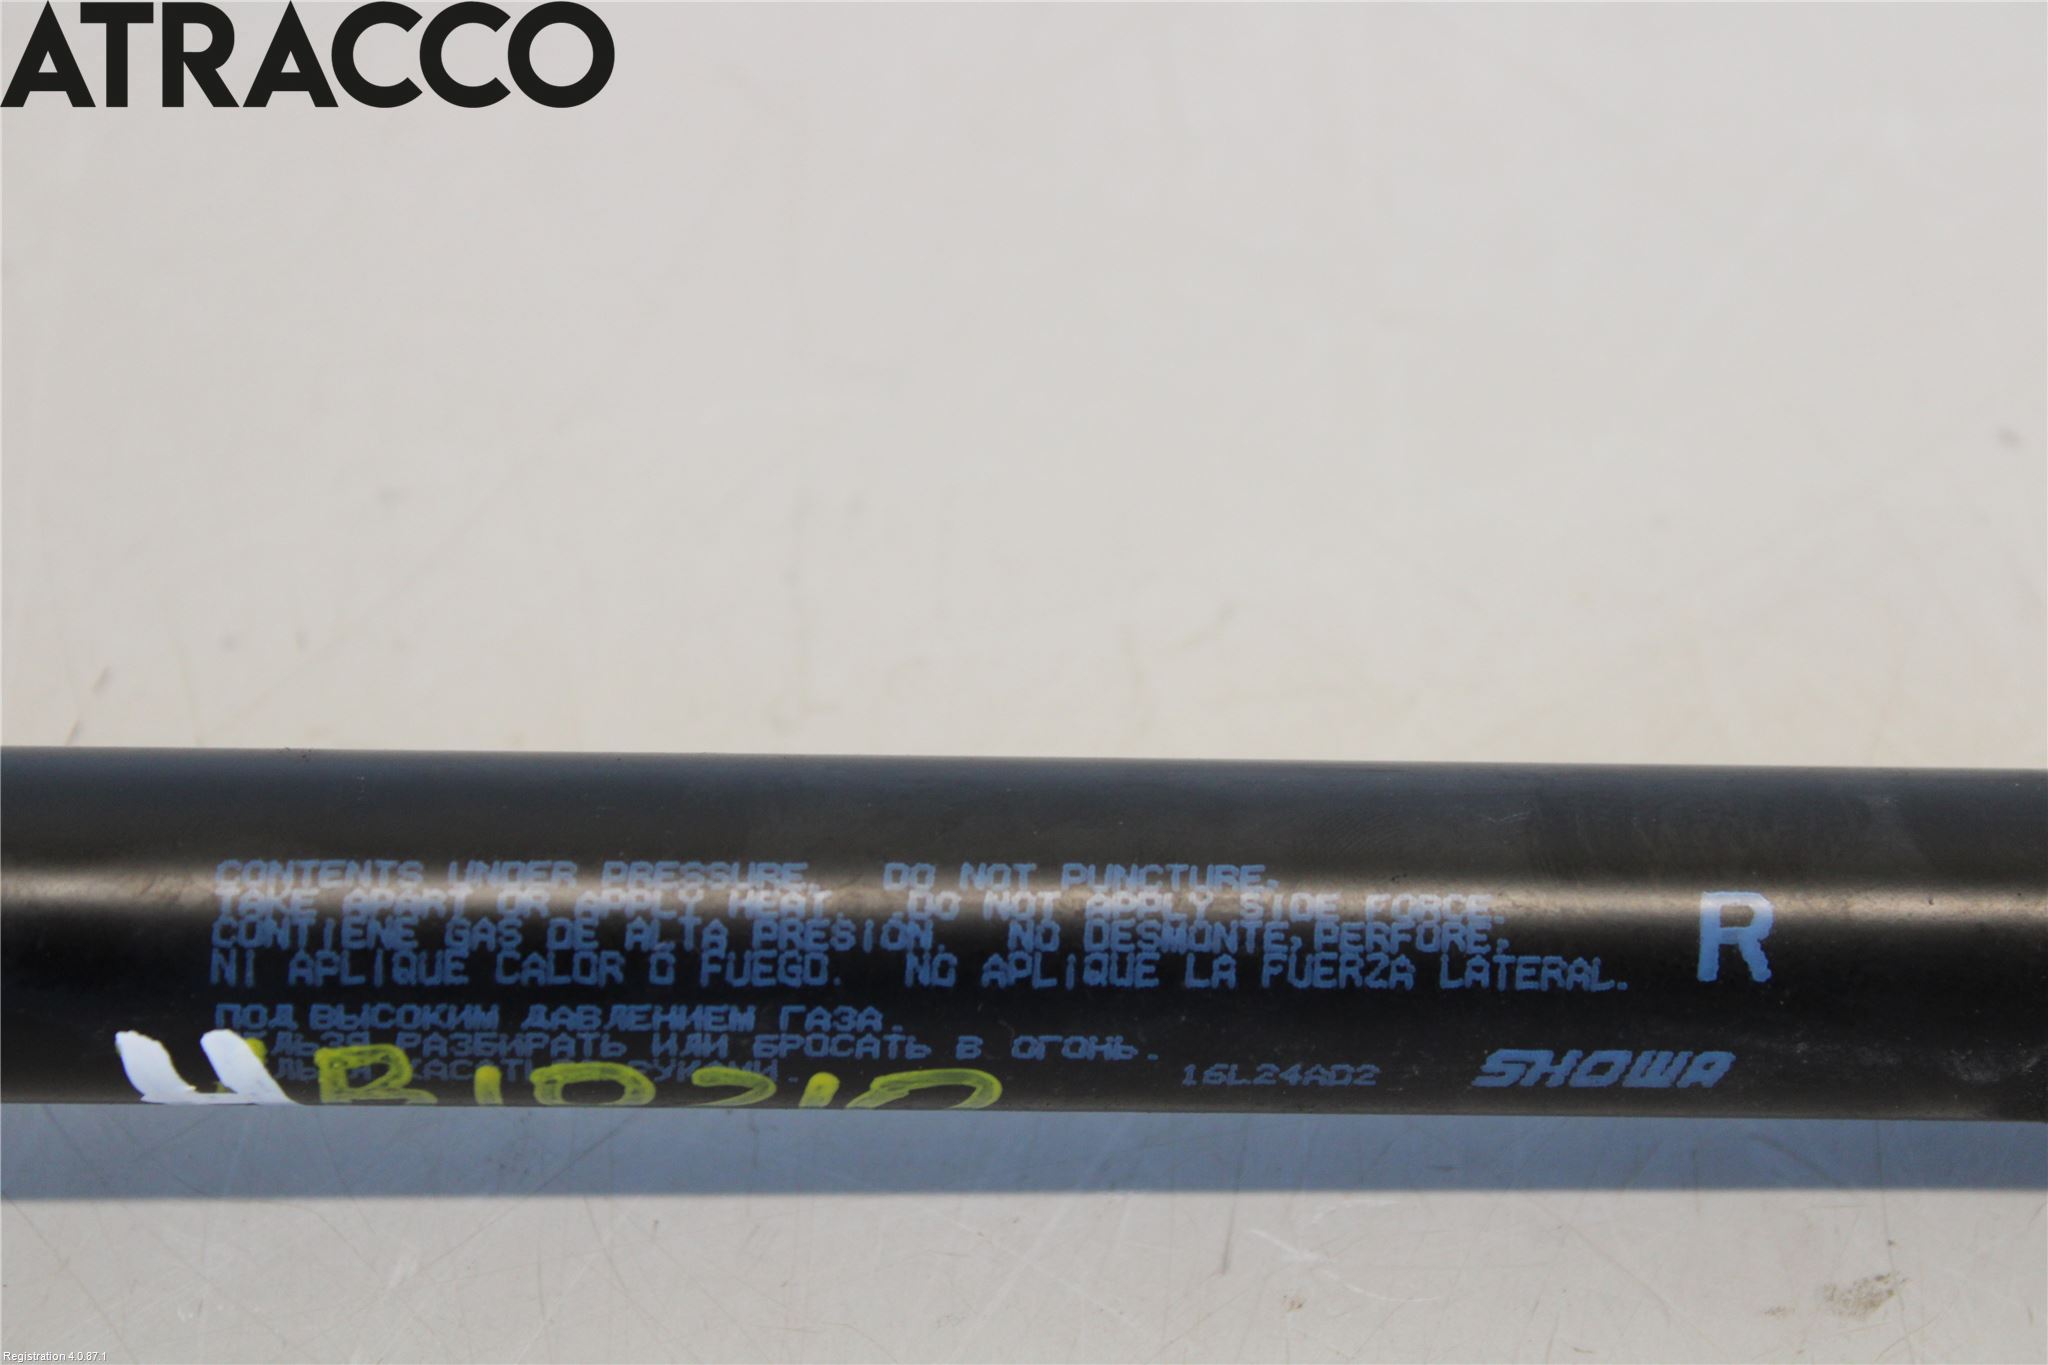 ATRACCO
CONTENTS UNDER PRESSURE. DO NOT PUNCTURE,
TAKE APART OR APPLY HEAT. DO NOT APPLY SIDE FORCE.
CONTIENE GAS DE ALTA PRESION. NO DESMONTE, PERFORE,
NI APLIQUE CALOR O FUEGO. NO APLIQUE LA FUERZA LATERAL.
R
ПОД ВЫСОКИМ ДАВЛЕНИЕМ ГАЗА.
РАЗБИРАТЬ ИЛИ БРОСАТЬ В ОГОНЬ.
16L24AD2
SHOWA
Registration 4.0.87.1